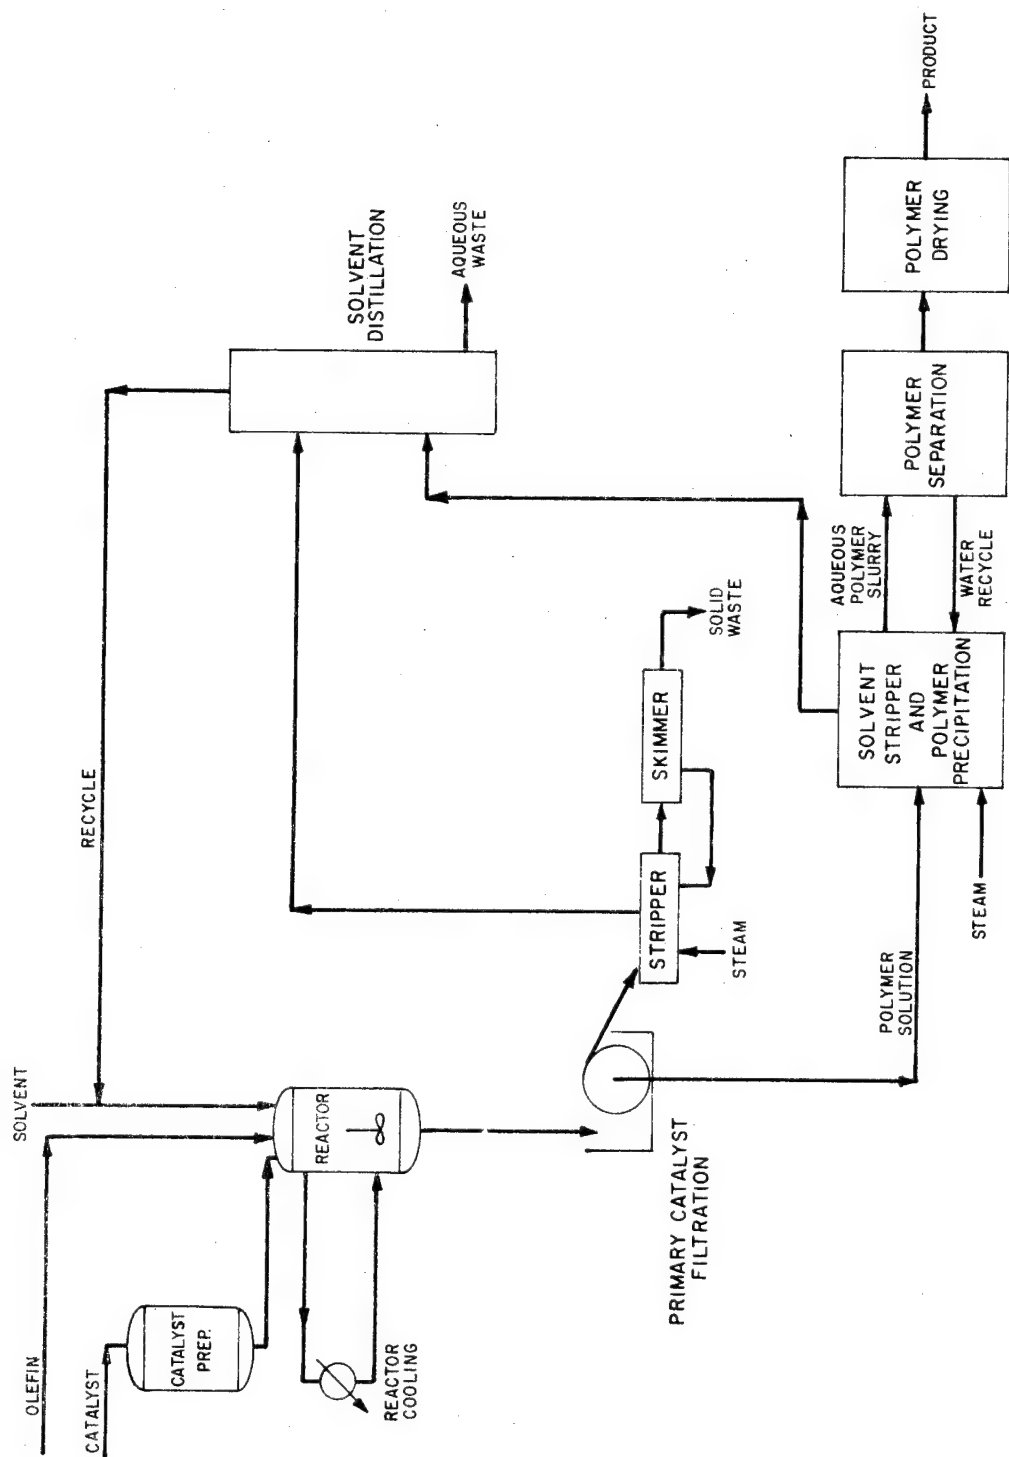 OLEFIN
CATALYST
CATALYST
PREP.
SOLVENT
RECYCLE
REACTOR
REACTOR
COOLING
PRIMARY CATALYST
FILTRATION
STRIPPER
STEAM
SKIMMER
SOLID
WASTE
SOLVENT
DISTILLATION
AQUEOUS
WASTE
POLYMER
SOLUTION
STEAM
SOLVENT
STRIPPER
AND
POLYMER
PRECIPITATION
AQUEOUS
POLYMER
SLURRY
WATER
RECYCLE
POLYMER
SEPARATION
POLYMER
DRYING
PRODUCT